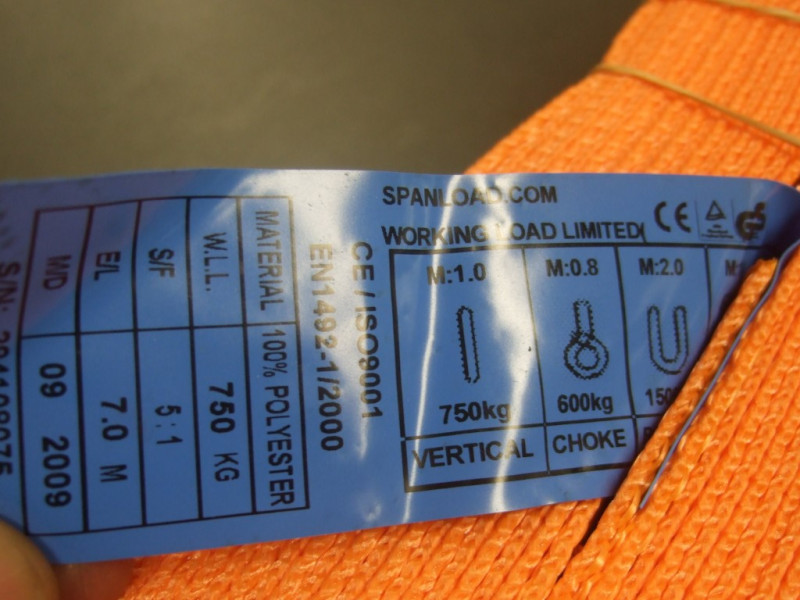 SPANLOAD.COM
WORKING LOAD LIMITED(
CE
M:1.0 M:0.8 M:2.0
750kg 600kg 150
VERTICAL CHOKE
CE / ISO9001
EN1492-1/2000
MATERIAL 100% POLYESTER
W.L.L. 750 KG
S/F 5:1
E/L 7.0 M
M/D 09 2009
S/N: